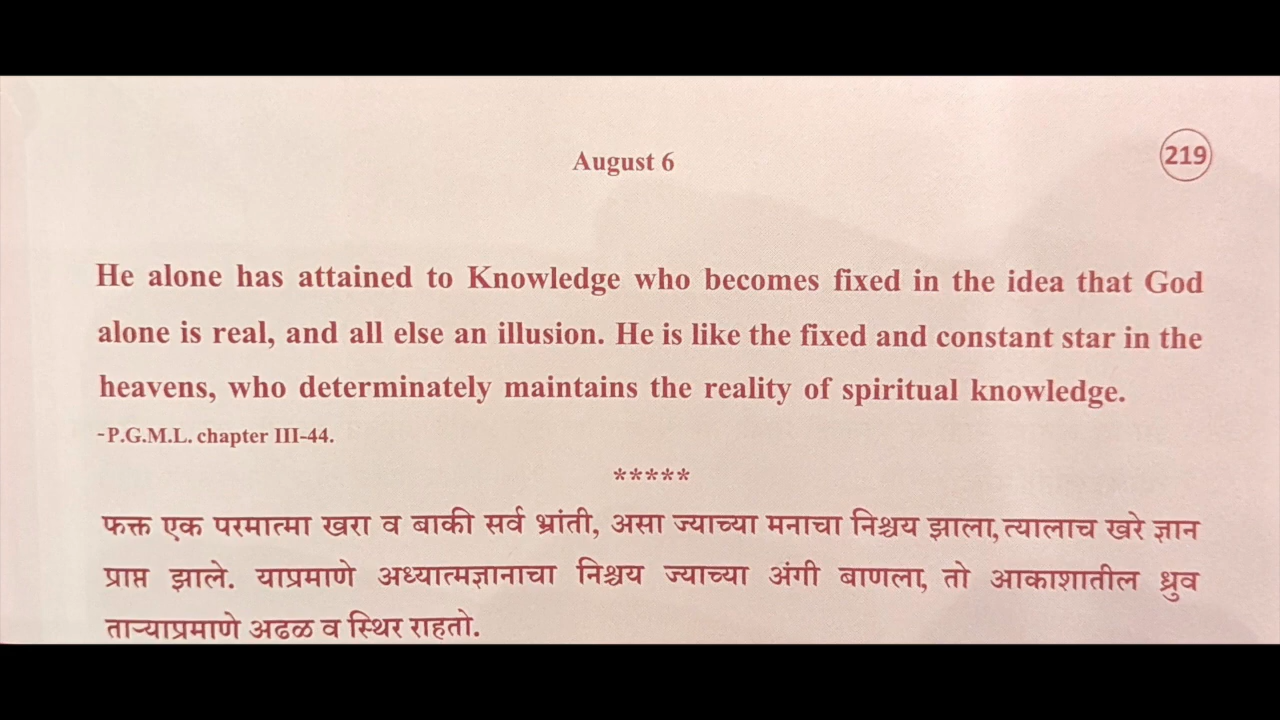 August 6
219
He alone has attained to Knowledge who becomes fixed in the idea that God
alone is real, and all else an illusion. He is like the fixed and constant star in the
heavens, who determinately maintains the reality of spiritual knowledge.
-P.G.M.L. chapter III-44.
*****
फक्त एक परमात्मा खरा व बाकी सर्व भ्रांती, असा ज्याच्या मनाचा निश्चय झाला, त्यालाच खरे ज्ञान
प्राप्त झाले. याप्रमाणे अध्यात्मज्ञानाचा निश्चय ज्याच्या अंगी बाणला, तो आकाशातील ध्रुव
ताऱ्याप्रमाणे अढळ व स्थिर राहतो.